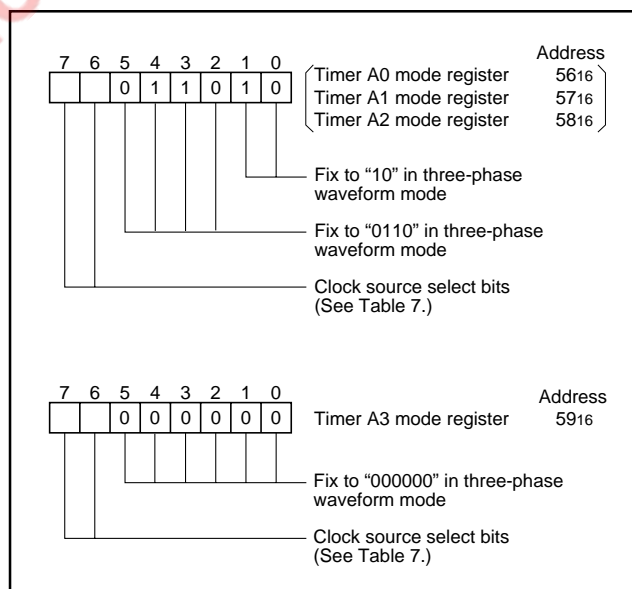 Address
7 6 5 4 3 2 1 0
0 1 1 0 1 0
Timer A0 mode register 5616
Timer A1 mode register 5716
Timer A2 mode register 5816
Fix to “10” in three-phase
waveform mode
Fix to “0110” in three-phase
waveform mode
Clock source select bits
(See Table 7.)
Address
7 6 5 4 3 2 1 0
0 0 0 0 0 0
Timer A3 mode register 5916
Fix to “000000” in three-phase
waveform mode
Clock source select bits
(See Table 7.)